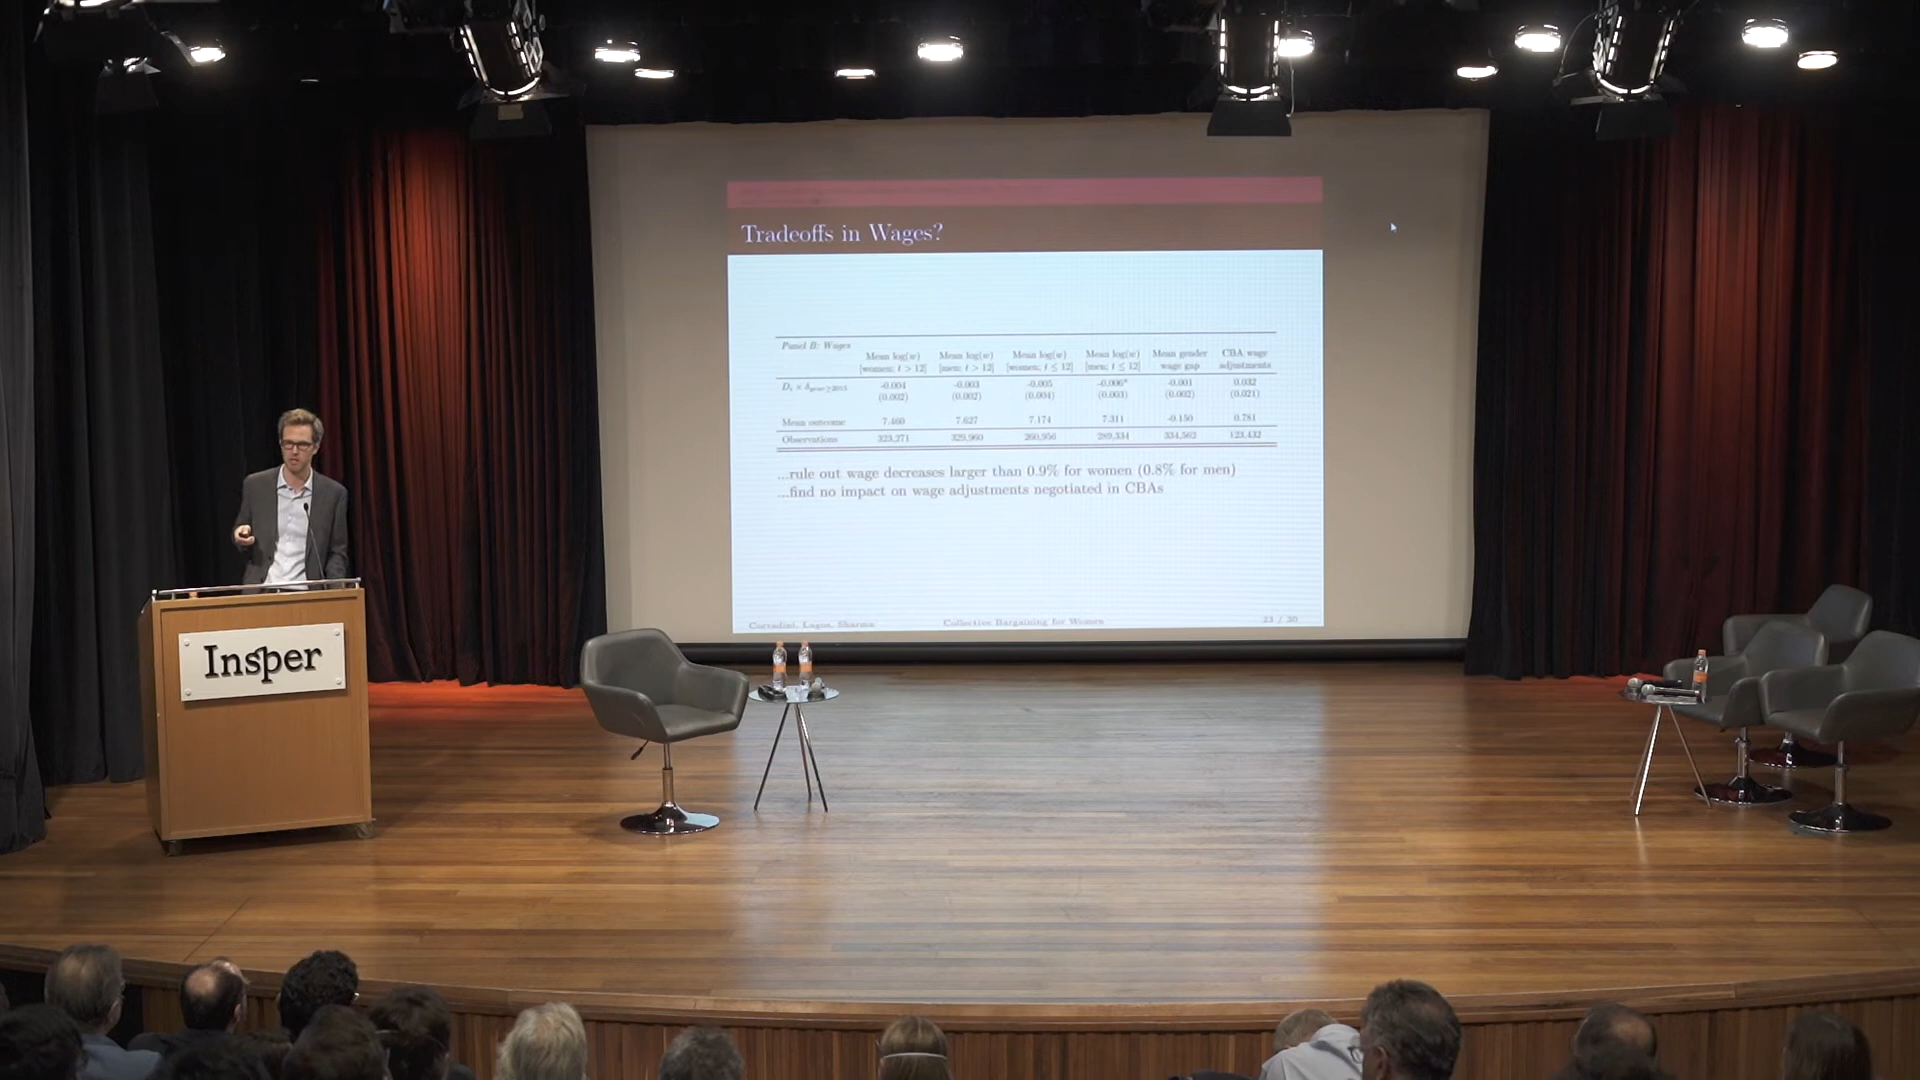 Tradeoffs in Wages?
Panel B: Wages
Mean log(w) Mean log(w) Mean log(w) Mean log(w) Mean gender CBA wage
[women; t > 12] [men; t > 12] [women; t ≤ 12] [men; t ≤ 12] wage gap adjustments
-0.004 -0.003 -0.005 -0.006* -0.001 0.032
(0.002) (0.002) (0.004) (0.003) (0.002) (0.021)
Mean outcome 7.460 7.627 7.174 7.311 -0.150 0.781
Observations 323,271 329,960 260,956 289,334 334,562 123,432
...rule out wage decreases larger than 0.9% for women (0.8% for men)
...find no impact on wage adjustments negotiated in CBAs
Corradini, Lagos, Sharma Collective Bargaining for Women 23 / 30
Insper